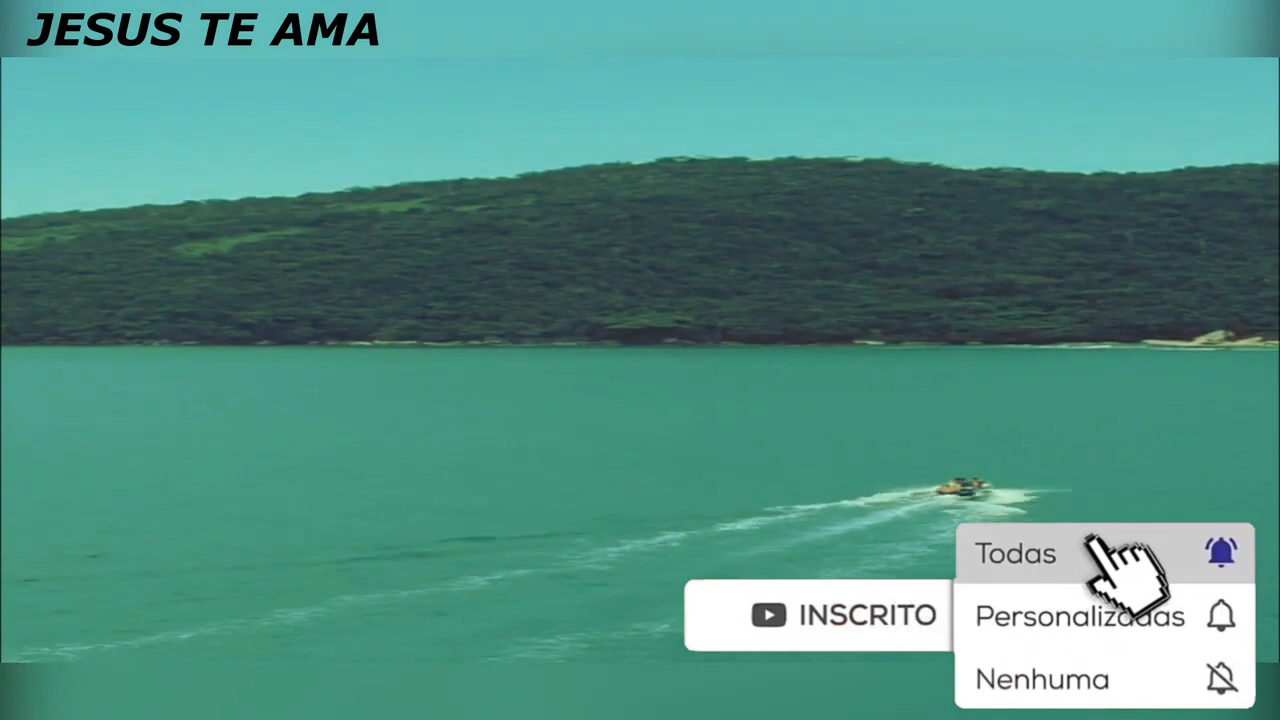 JESUS TE AMA
Todas
INSCRITO
Personalizadas
Nenhuma